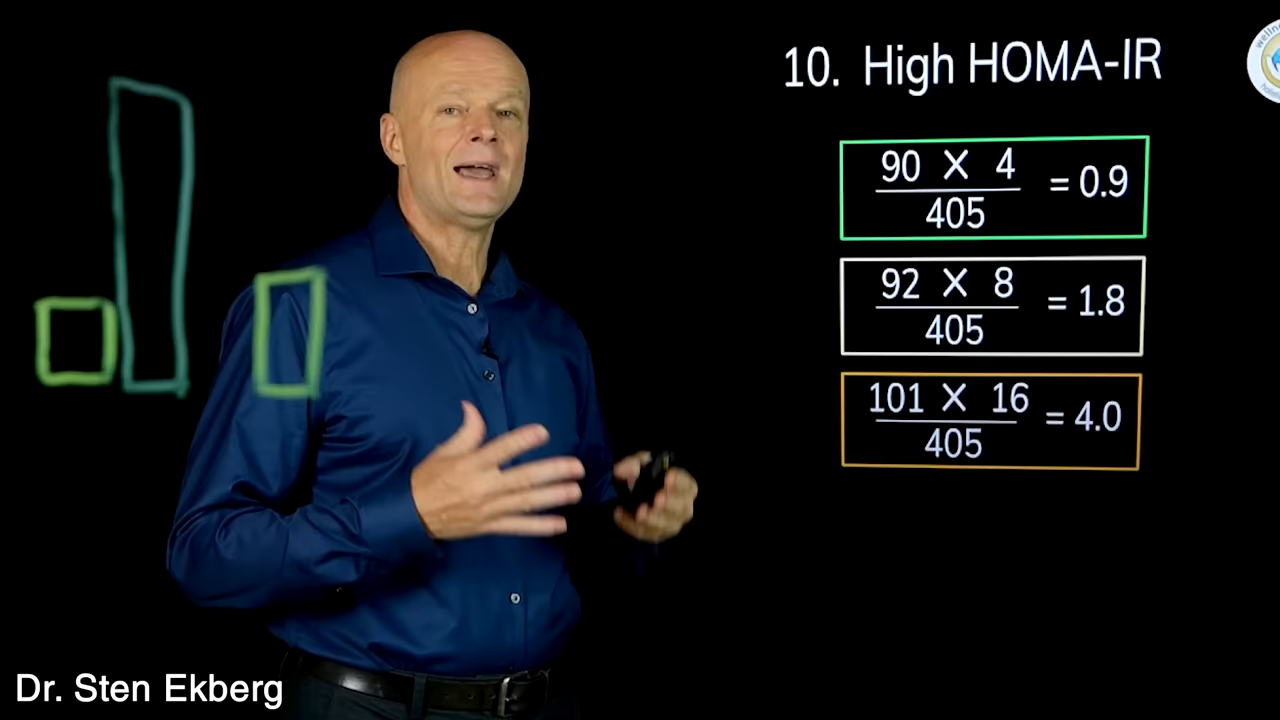 10. High HOMA-IR
90 X 4
405
= 0.9
92 X 8
405
= 1.8
101 X 16
405
= 4.0
Dr. Sten Ekberg